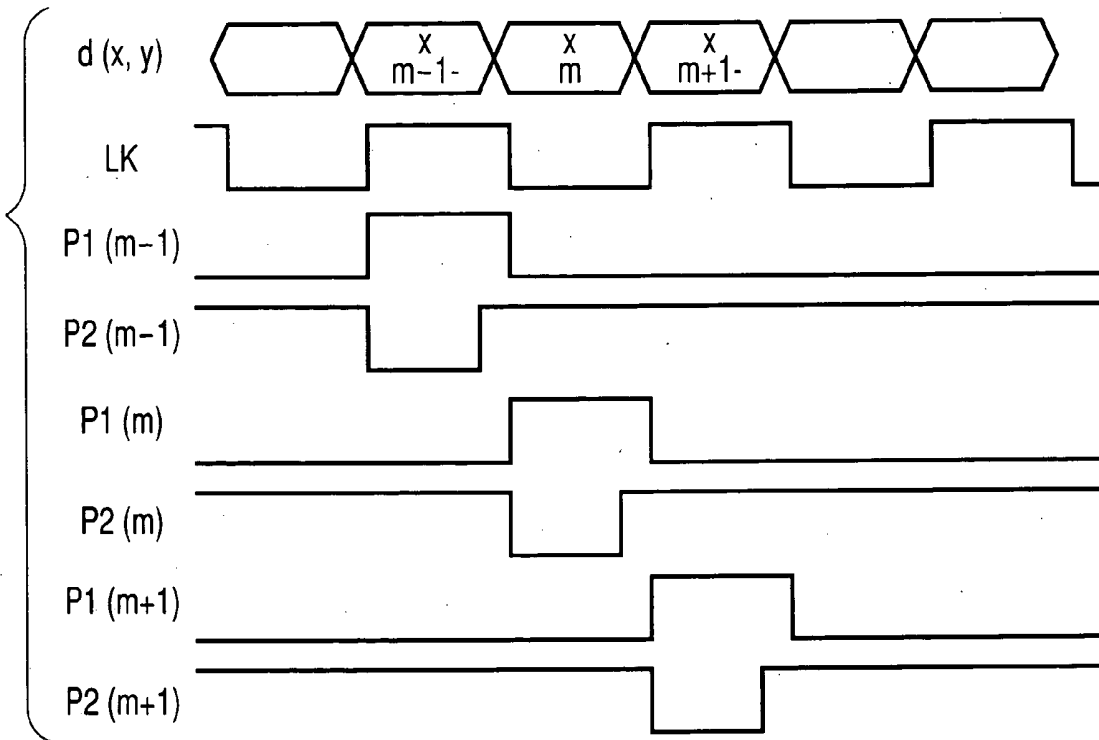 d (x, y)
x
m-1-
x
m
x
m+1-
LK
P1 (m-1)
P2 (m-1)
P1 (m)
P2 (m)
P1 (m+1)
P2 (m+1)